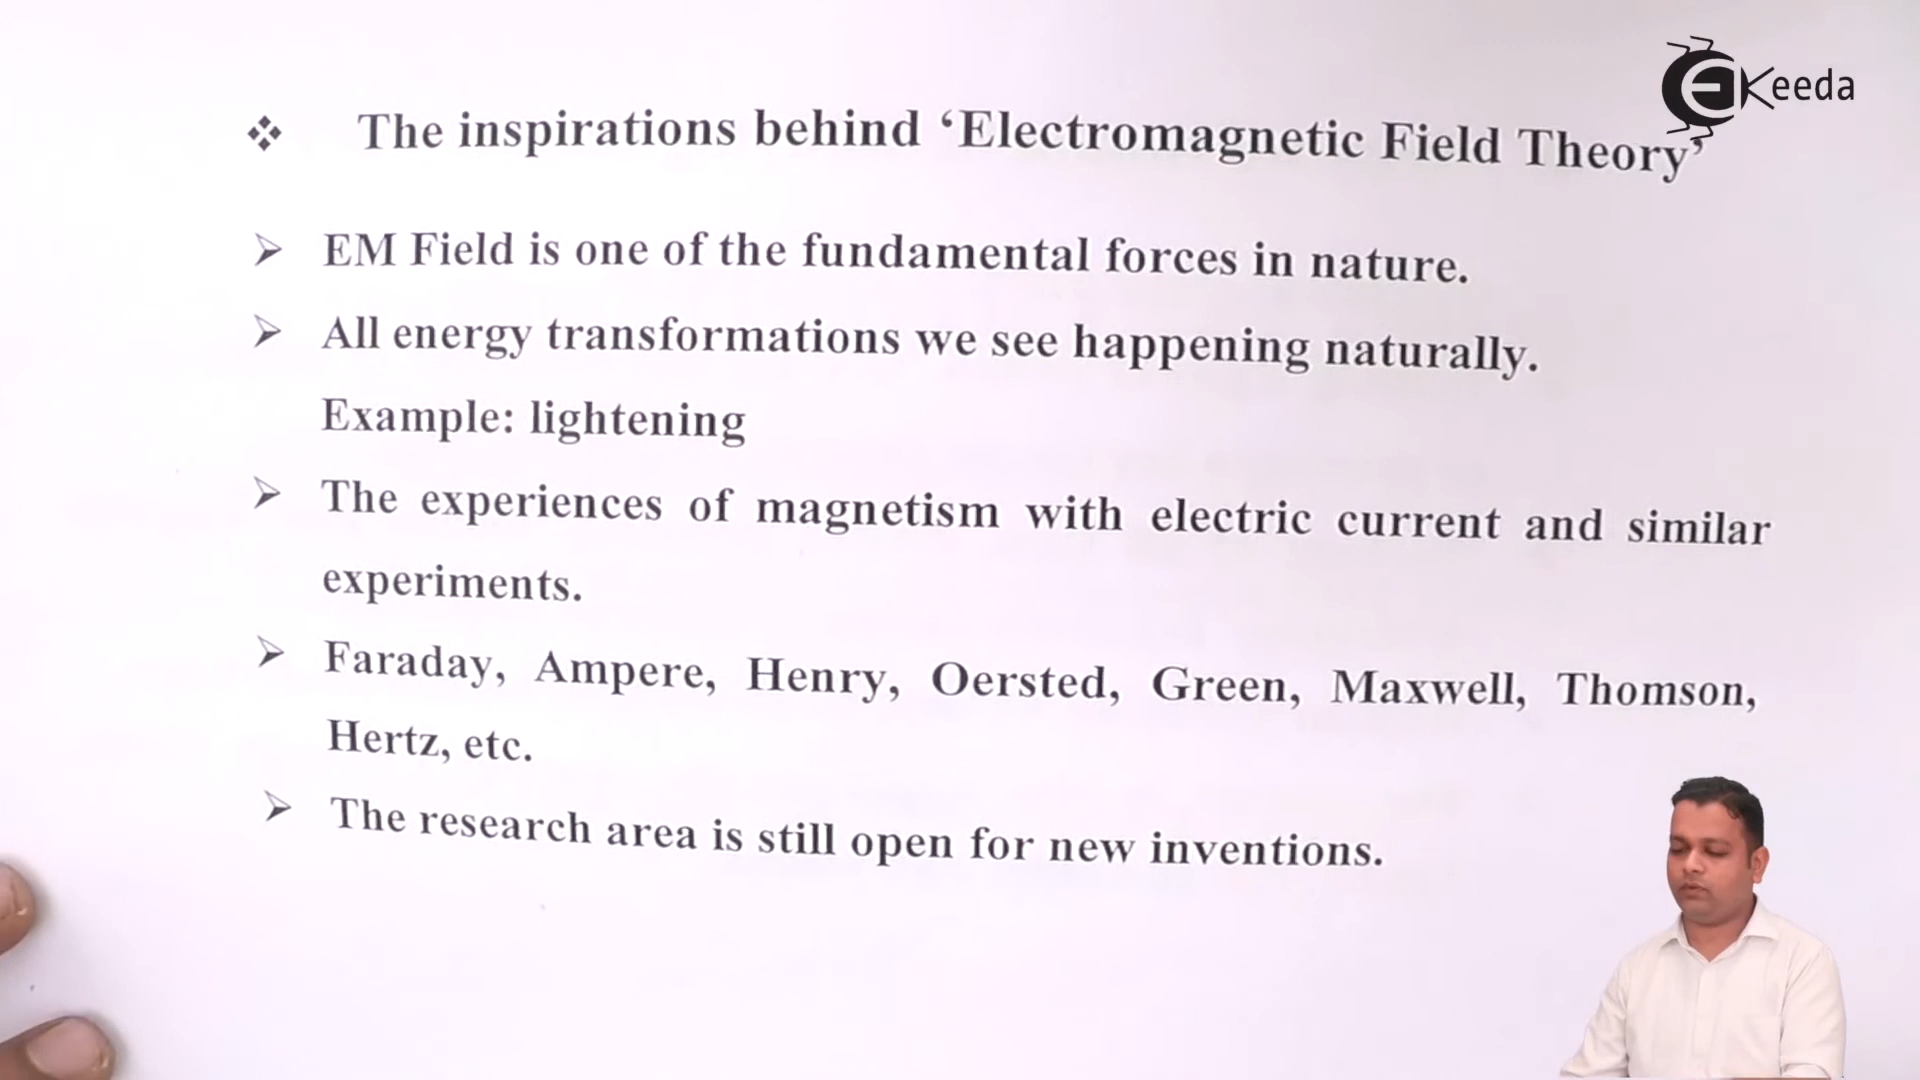 EKeeda
❖ The inspirations behind ‘Electromagnetic Field Theory’
➢ EM Field is one of the fundamental forces in nature.
➢ All energy transformations we see happening naturally.
Example: lightening
➢ The experiences of magnetism with electric current and similar
experiments.
➢ Faraday, Ampere, Henry, Oersted, Green, Maxwell, Thomson,
Hertz, etc.
➢ The research area is still open for new inventions.